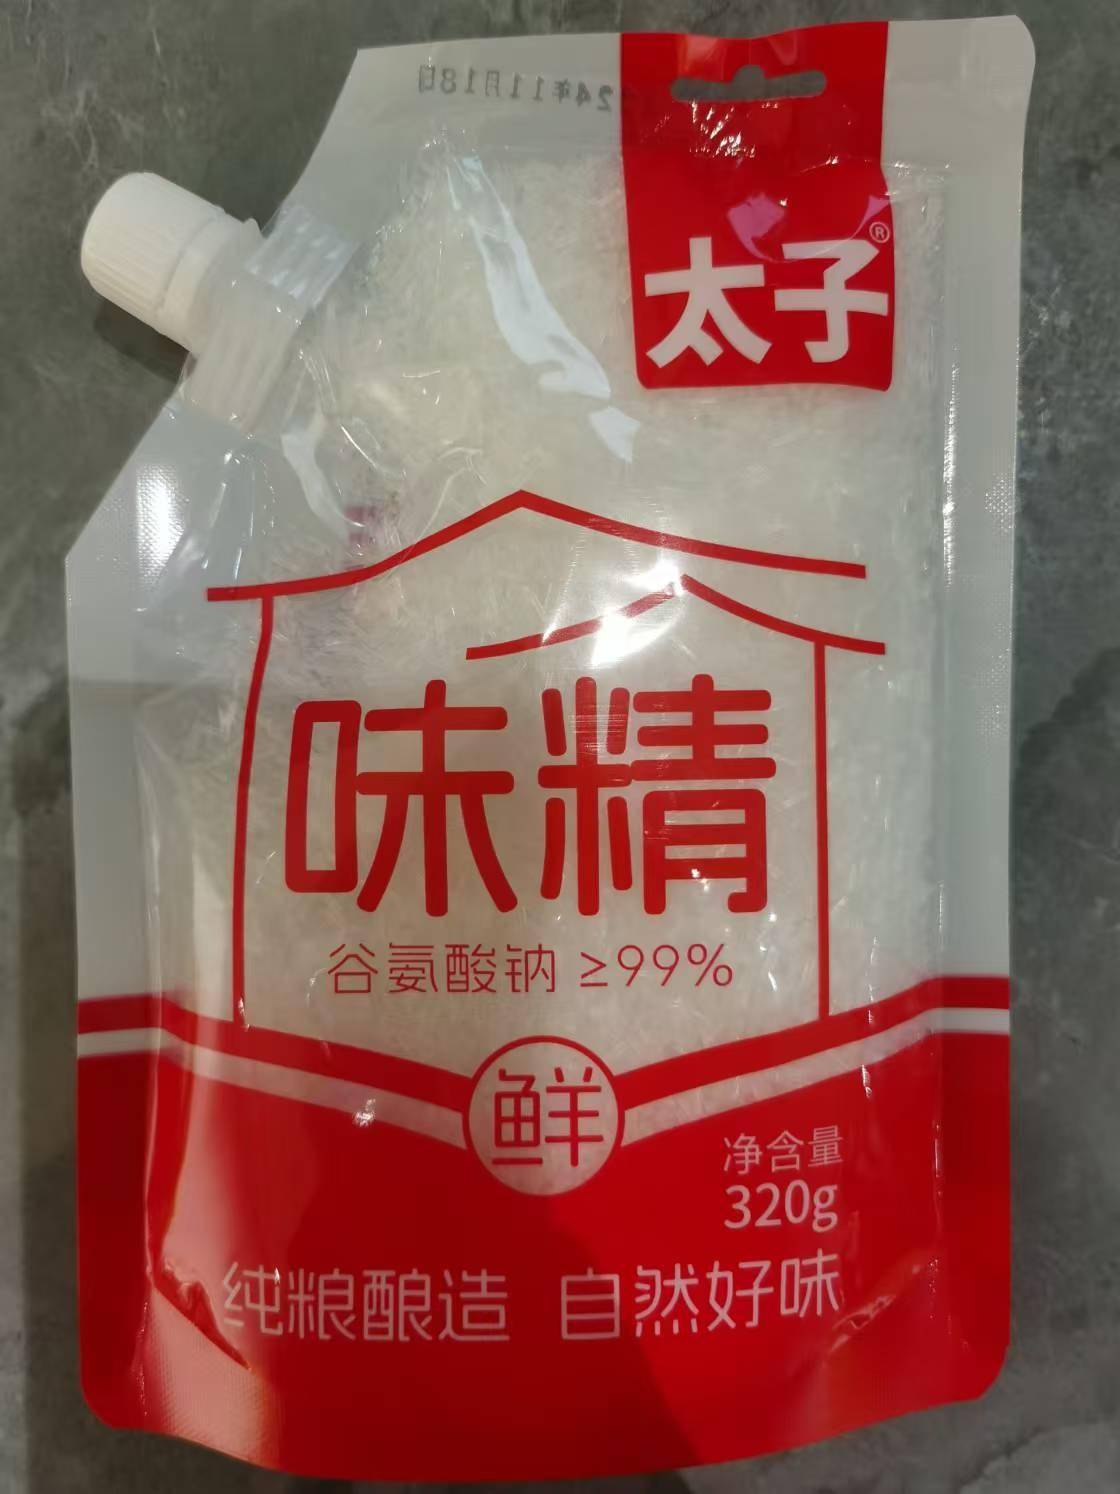 24年11月18日
太子®
味精
谷氨酸钠 ≥99%
鲜
净含量
320g
纯粮酿造 自然好味